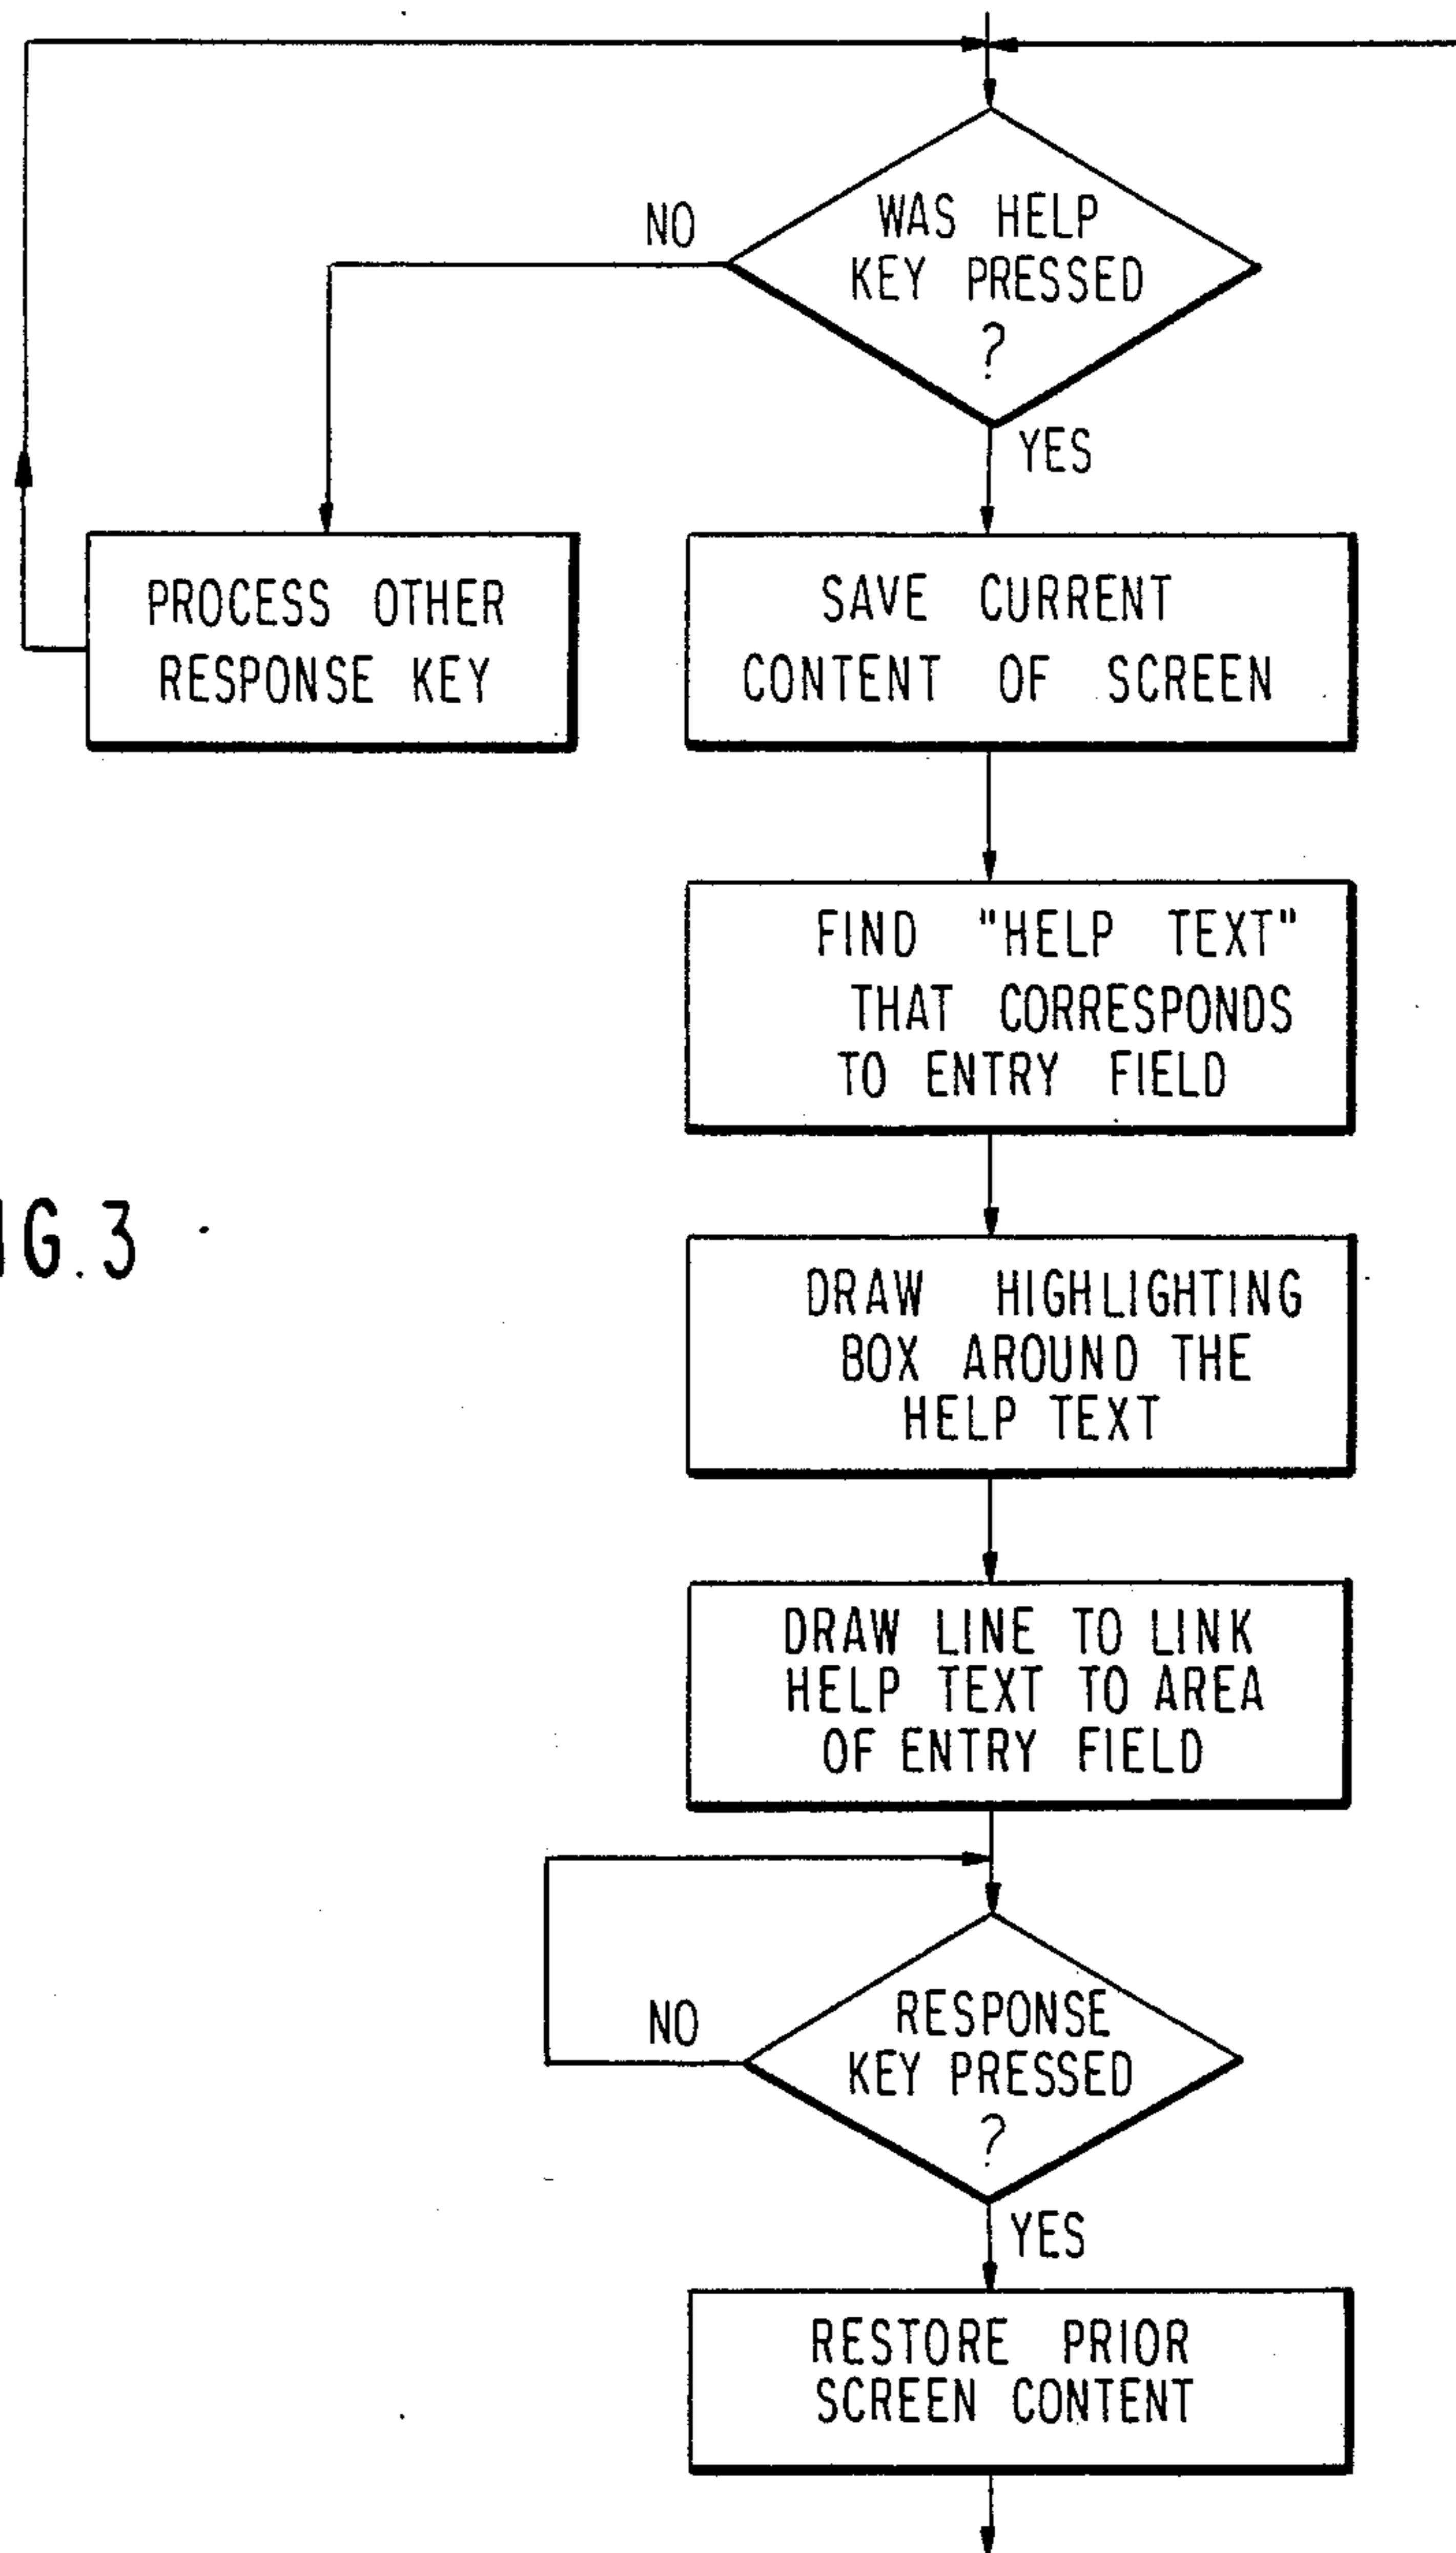 WAS HELP
KEY PRESSED
?
NO
YES
PROCESS OTHER
RESPONSE KEY
SAVE CURRENT
CONTENT OF SCREEN
FIND "HELP TEXT"
THAT CORRESPONDS
TO ENTRY FIELD
IG.3
DRAW HIGHLIGHTING
BOX AROUND THE
HELP TEXT
DRAW LINE TO LINK
HELP TEXT TO AREA
OF ENTRY FIELD
RESPONSE
KEY PRESSED
?
NO
YES
RESTORE PRIOR
SCREEN CONTENT